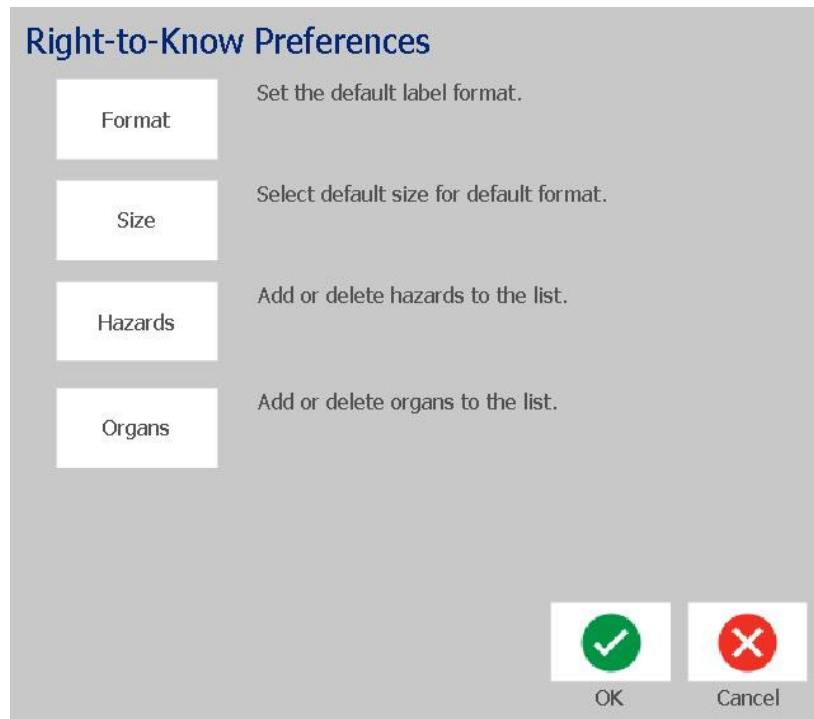 Right-to-Know Preferences
Format
Set the default label format.
Size
Select default size for default format.
Hazards
Add or delete hazards to the list.
Organs
Add or delete organs to the list.
OK
Cancel